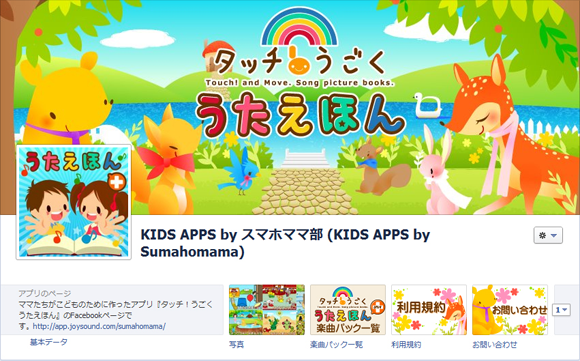 タッチ!うごく
Touch! and Move. Song picture books.
うたえほん
うたえほん
KIDS APPS by スマホママ部 (KIDS APPS by
Sumahomama)
アプリのページ
ママたちがこどものために作ったアプリ『タッチ！うごく
うたえほん』のFacebookページで
す。http://app.joysound.com/sumahomama/
基本データ
写真
タッチ!うごく
うたえほん
楽曲パック一覧
楽曲パック一覧
利用規約
利用規約
お問い合わせ
お問い合わせ
1